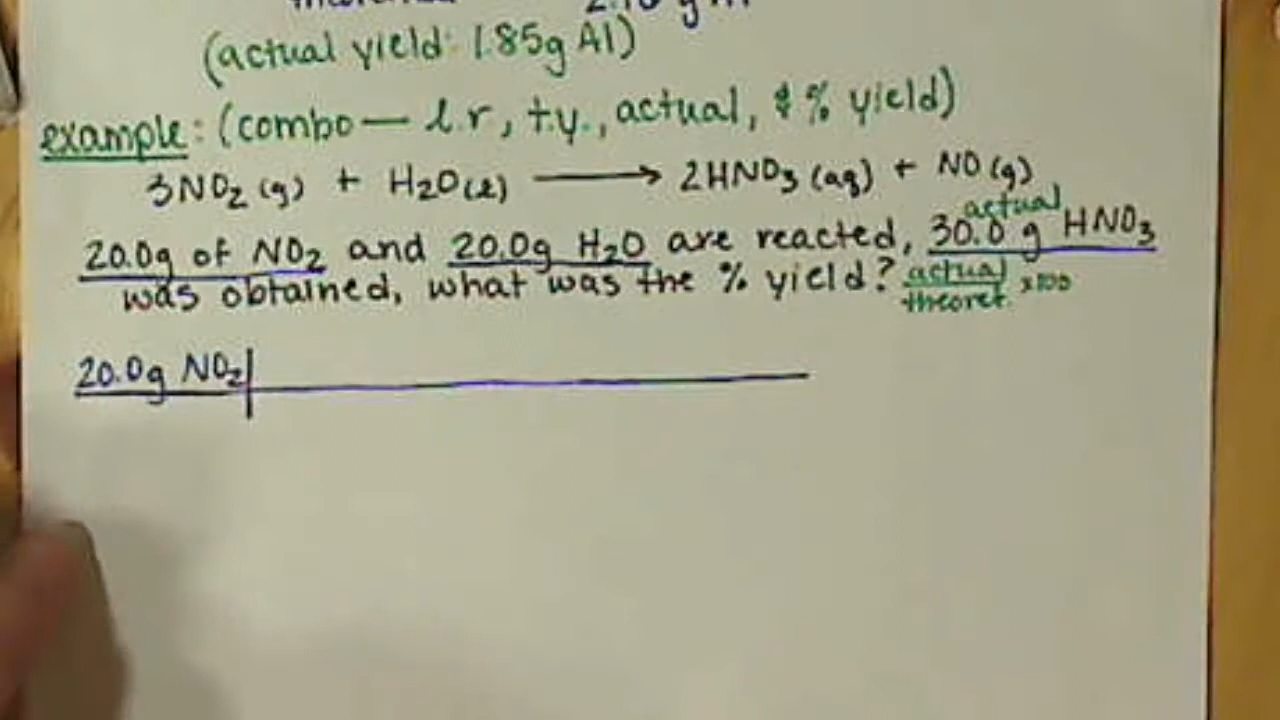 (actual yield: 1.85g Al)
example: (combo — l.r, t.y., actual, & % yield)
3NO₂ (g) + H₂O(l) ⟶ 2HNO₃ (aq) + NO (g)
actual
20.0g of NO₂ and 20.0g H₂O are reacted, 30.0 g HNO₃
was obtained, what was the % yield? actual/theoret. x100
20.0g NO₂